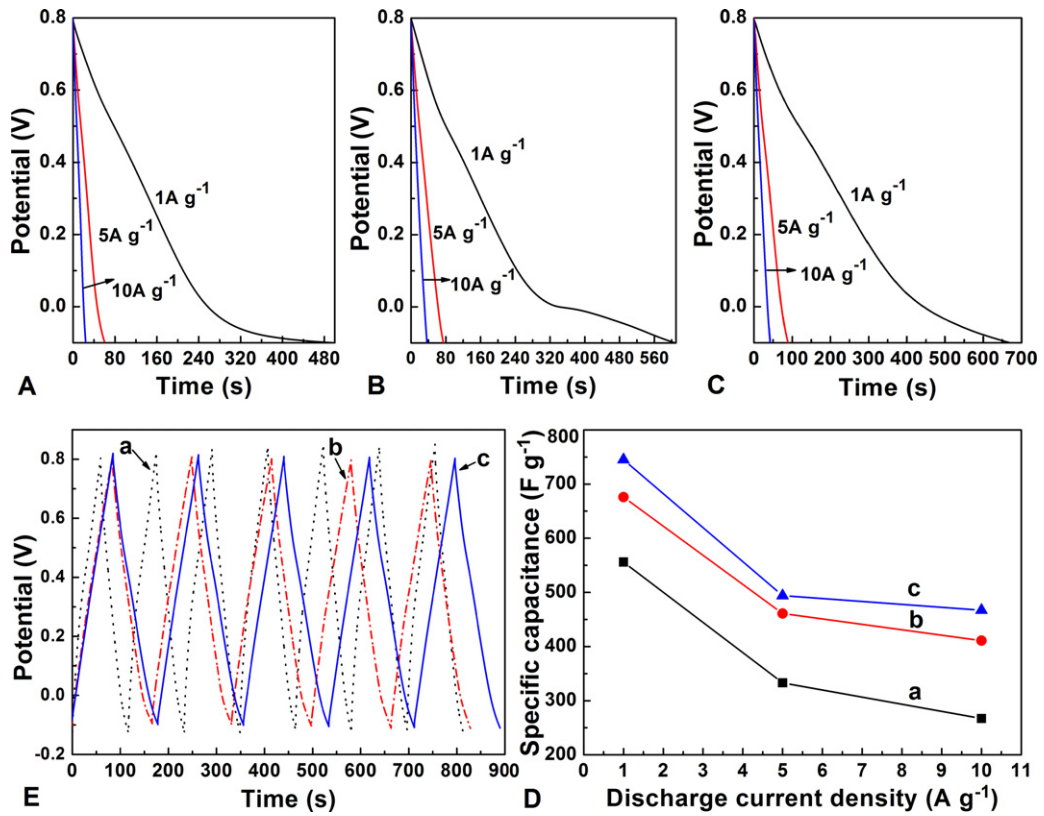 0.8
0.6
0.4
0.2
0.0
Potential (V)
1A g-1
5A g-1
10A g-1
0 80 160 240 320 400 480
A
Time (s)
0.8
0.6
0.4
0.2
0.0
Potential (V)
1A g-1
5A g-1
10A g-1
0 80 160 240 320 400 480 560
B
Time (s)
0.8
0.6
0.4
0.2
0.0
Potential (V)
1A g-1
5A g-1
10A g-1
0 100 200 300 400 500 600 700
C
Time (s)
0.8
0.6
0.4
0.2
0.0
-0.2
Potential (V)
a
b
c
0 100 200 300 400 500 600 700 800 900
E
Time (s)
800
750
700
650
600
550
500
450
400
350
300
250
200
Specific capacitance (F g-1)
c
b
a
0 1 2 3 4 5 6 7 8 9 10 11
D
Discharge current density (A g-1)